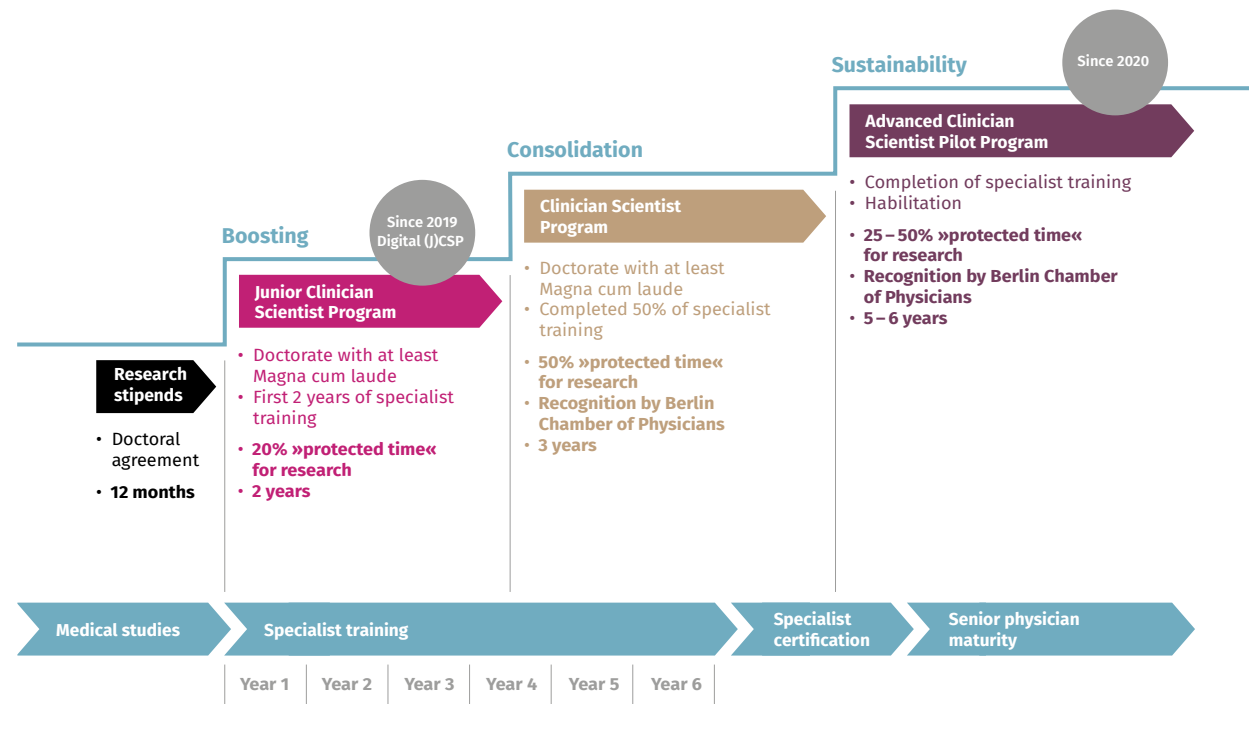 Sustainability
Since 2020
Advanced Clinician
Scientist Pilot Program
• Completion of specialist training
• Habilitation
• 25 – 50% »protected time«
for research
• Recognition by Berlin Chamber
of Physicians
• 5 – 6 years
Consolidation
Clinician Scientist
Program
• Doctorate with at least
Magna cum laude
• Completed 50% of specialist
training
• 50% »protected time«
for research
• Recognition by Berlin
Chamber of Physicians
• 3 years
Boosting
Since 2019
Digital (J)CSP
Junior Clinician
Scientist Program
• Doctorate with at least
Magna cum laude
• First 2 years of specialist
training
• 20% »protected time«
for research
• 2 years
Research
stipends
• Doctoral
agreement
• 12 months
Medical studies
Specialist training
Specialist
certification
Senior physician
maturity
Year 1
Year 2
Year 3
Year 4
Year 5
Year 6